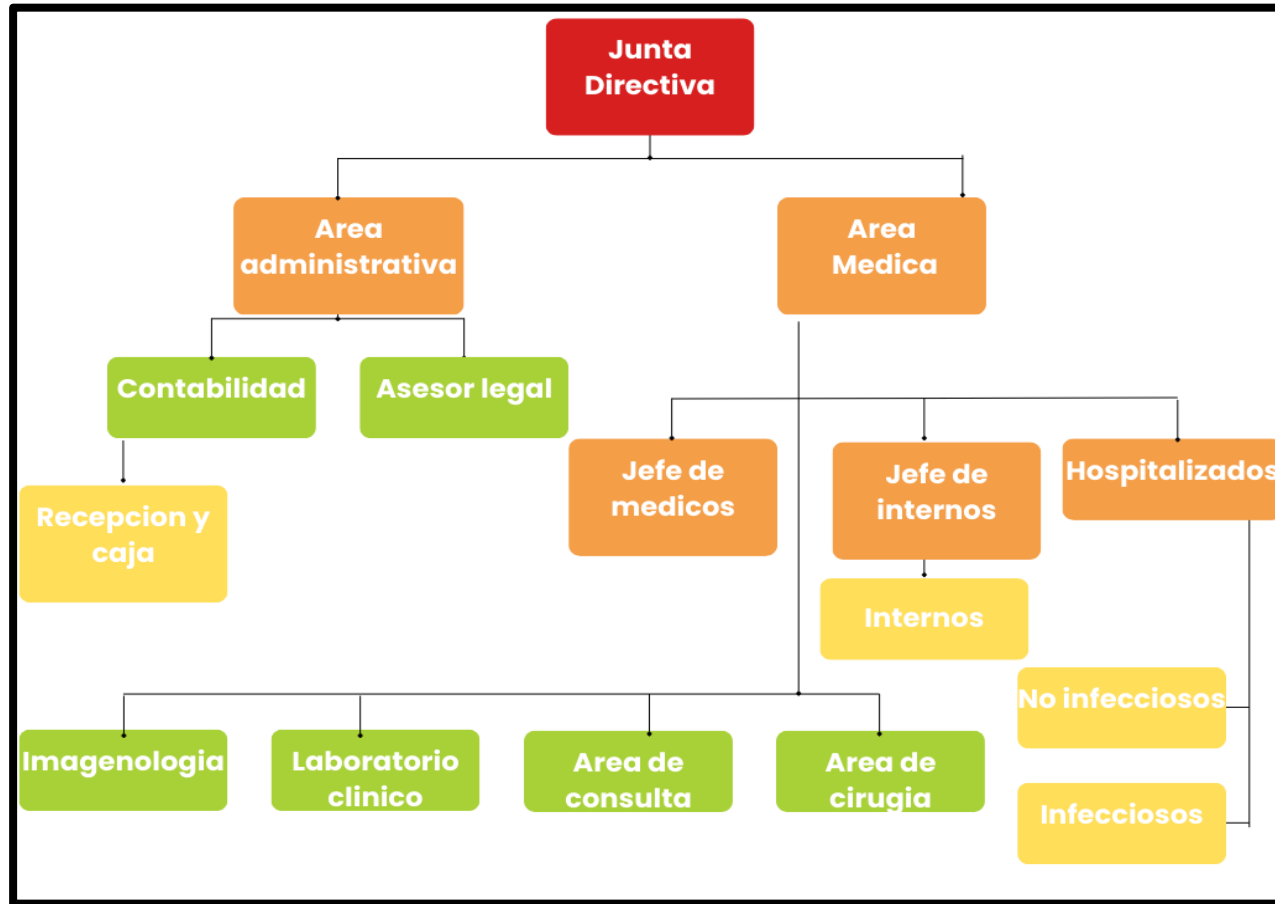 Junta
Directiva
Area
administrativa
Area
Medica
Contabilidad
Asesor legal
Jefe de
medicos
Jefe de
internos
Hospitalizados
Recepcion y
caja
Internos
No infecciosos
Imagenologia
Laboratorio
clinico
Area de
consulta
Area de
cirugia
Infecciosos